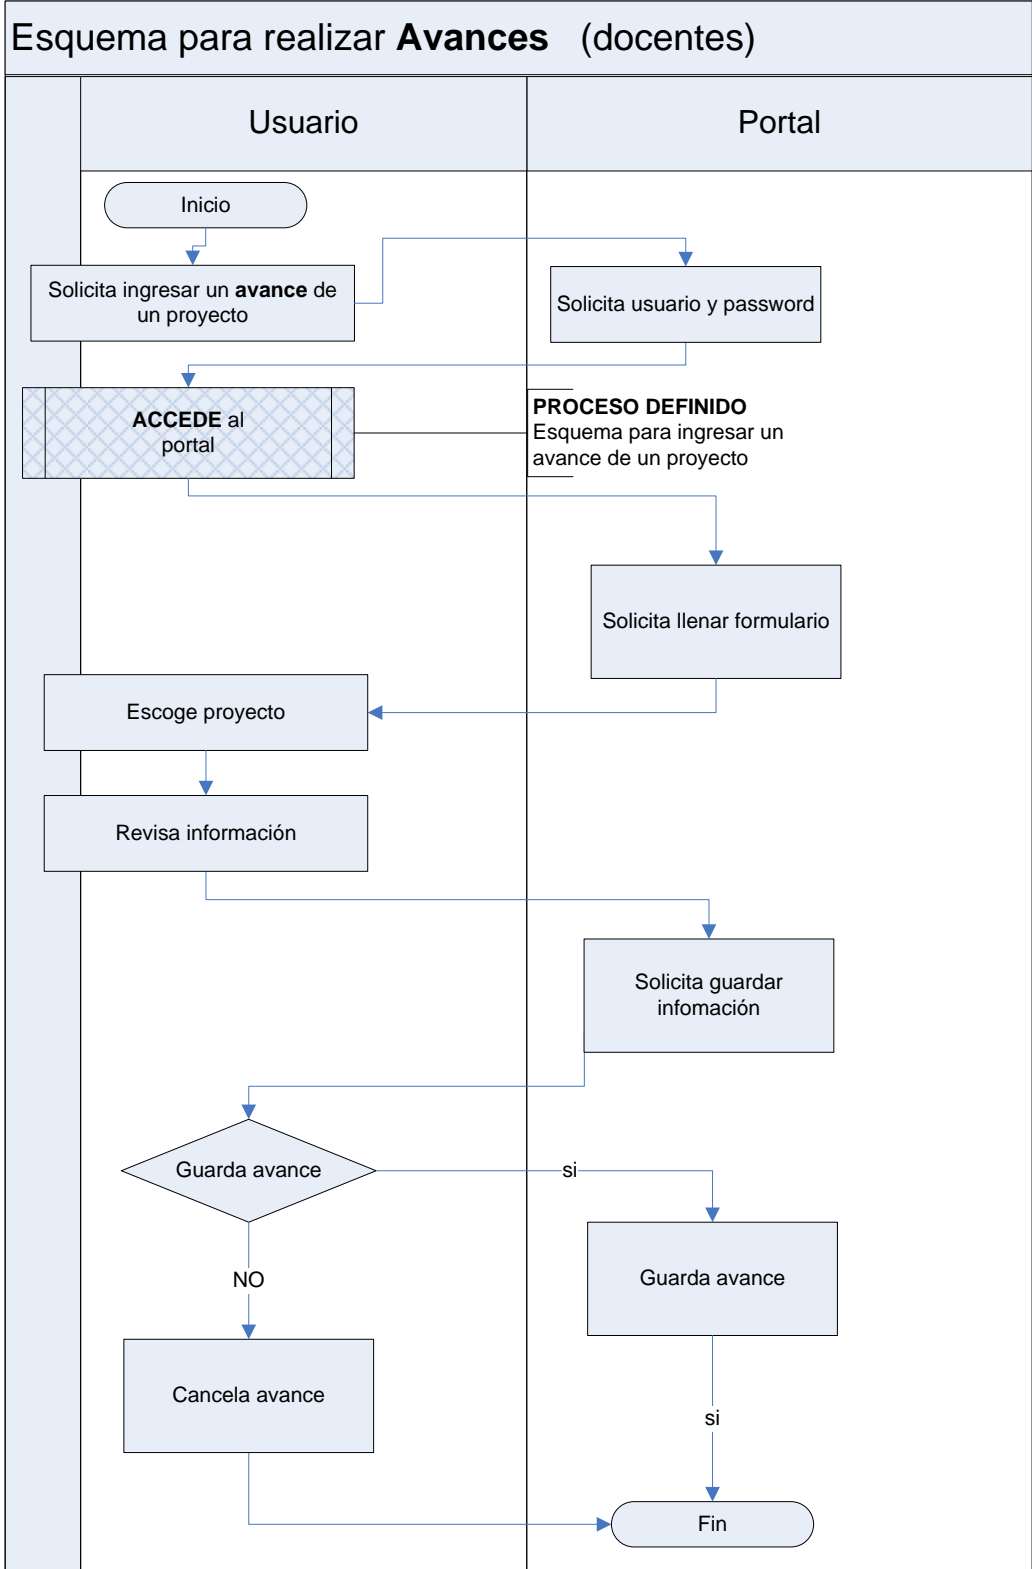 Esquema para realizar Avances (docentes)
Usuario
Portal
Inicio
Solicita ingresar un avance de
un proyecto
Solicita usuario y password
ACCEDE al
portal
PROCESO DEFINIDO
Esquema para ingresar un
avance de un proyecto
Solicita llenar formulario
Escoge proyecto
Revisa información
Solicita guardar
infomación
Guarda avance
si
NO
Guarda avance
Cancela avance
si
Fin